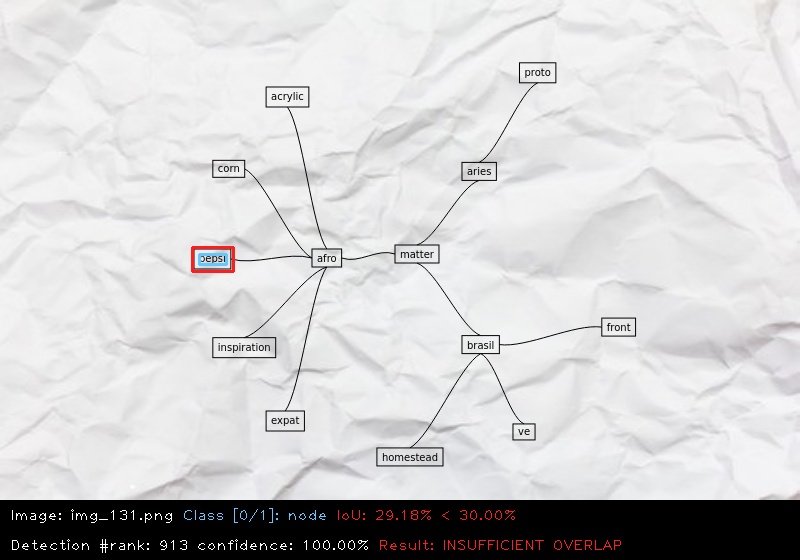 proto
acrylic
corn
aries
pepsi
afro
matter
front
inspiration
brasil
expat
ve
homestead
Image: img_131.png Class [0/1]: node IoU: 29.18% < 30.00%
Detection #rank: 913 confidence: 100.00% Result: INSUFFICIENT OVERLAP